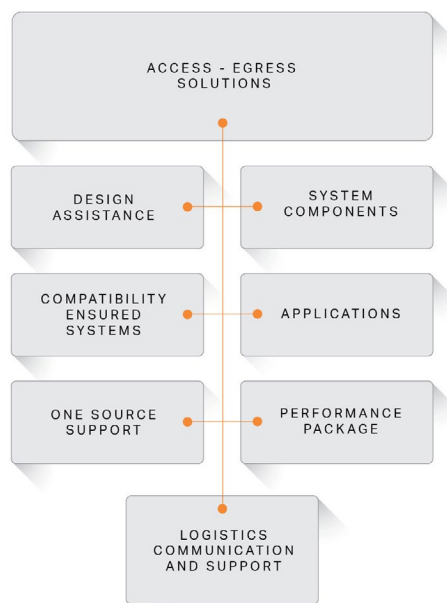 ACCESS - EGRESS
SOLUTIONS
DESIGN
ASSISTANCE
SYSTEM
COMPONENTS
COMPATIBILITY
ENSURED
SYSTEMS
APPLICATIONS
ONE SOURCE
SUPPORT
PERFORMANCE
PACKAGE
LOGISTICS
COMMUNICATION
AND SUPPORT